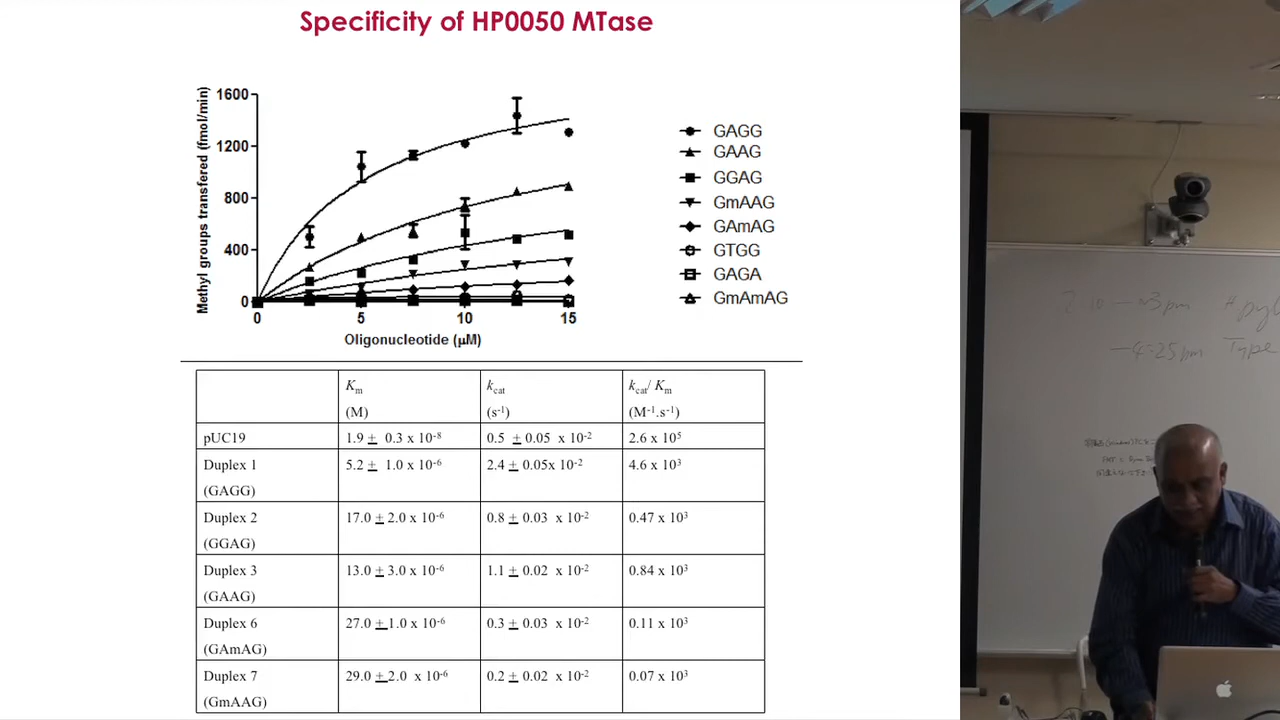 Specificity of HP0050 MTase
Methyl groups transfered (fmol/min)
1600
1200
800
400
0
0 5 10 15
Oligonucleotide (μM)
GAGG
GAAG
GGAG
GmAAG
GAmAG
GTGG
GAGA
GmAmAG
Km kcat kcat/ Km
(M) (s-1) (M-1.s-1)
pUC19 1.9 ± 0.3 x 10-8 0.5 ± 0.05 x 10-2 2.6 x 105
Duplex 1 5.2 ± 1.0 x 10-6 2.4 ± 0.05x 10-2 4.6 x 103
(GAGG)
Duplex 2 17.0 ± 2.0 x 10-6 0.8 ± 0.03 x 10-2 0.47 x 103
(GGAG)
Duplex 3 13.0 ± 3.0 x 10-6 1.1 ± 0.02 x 10-2 0.84 x 103
(GAAG)
Duplex 6 27.0 ± 1.0 x 10-6 0.3 ± 0.03 x 10-2 0.11 x 103
(GAmAG)
Duplex 7 29.0 ± 2.0 x 10-6 0.2 ± 0.02 x 10-2 0.07 x 103
(GmAAG)
3pm
4:25pm Type